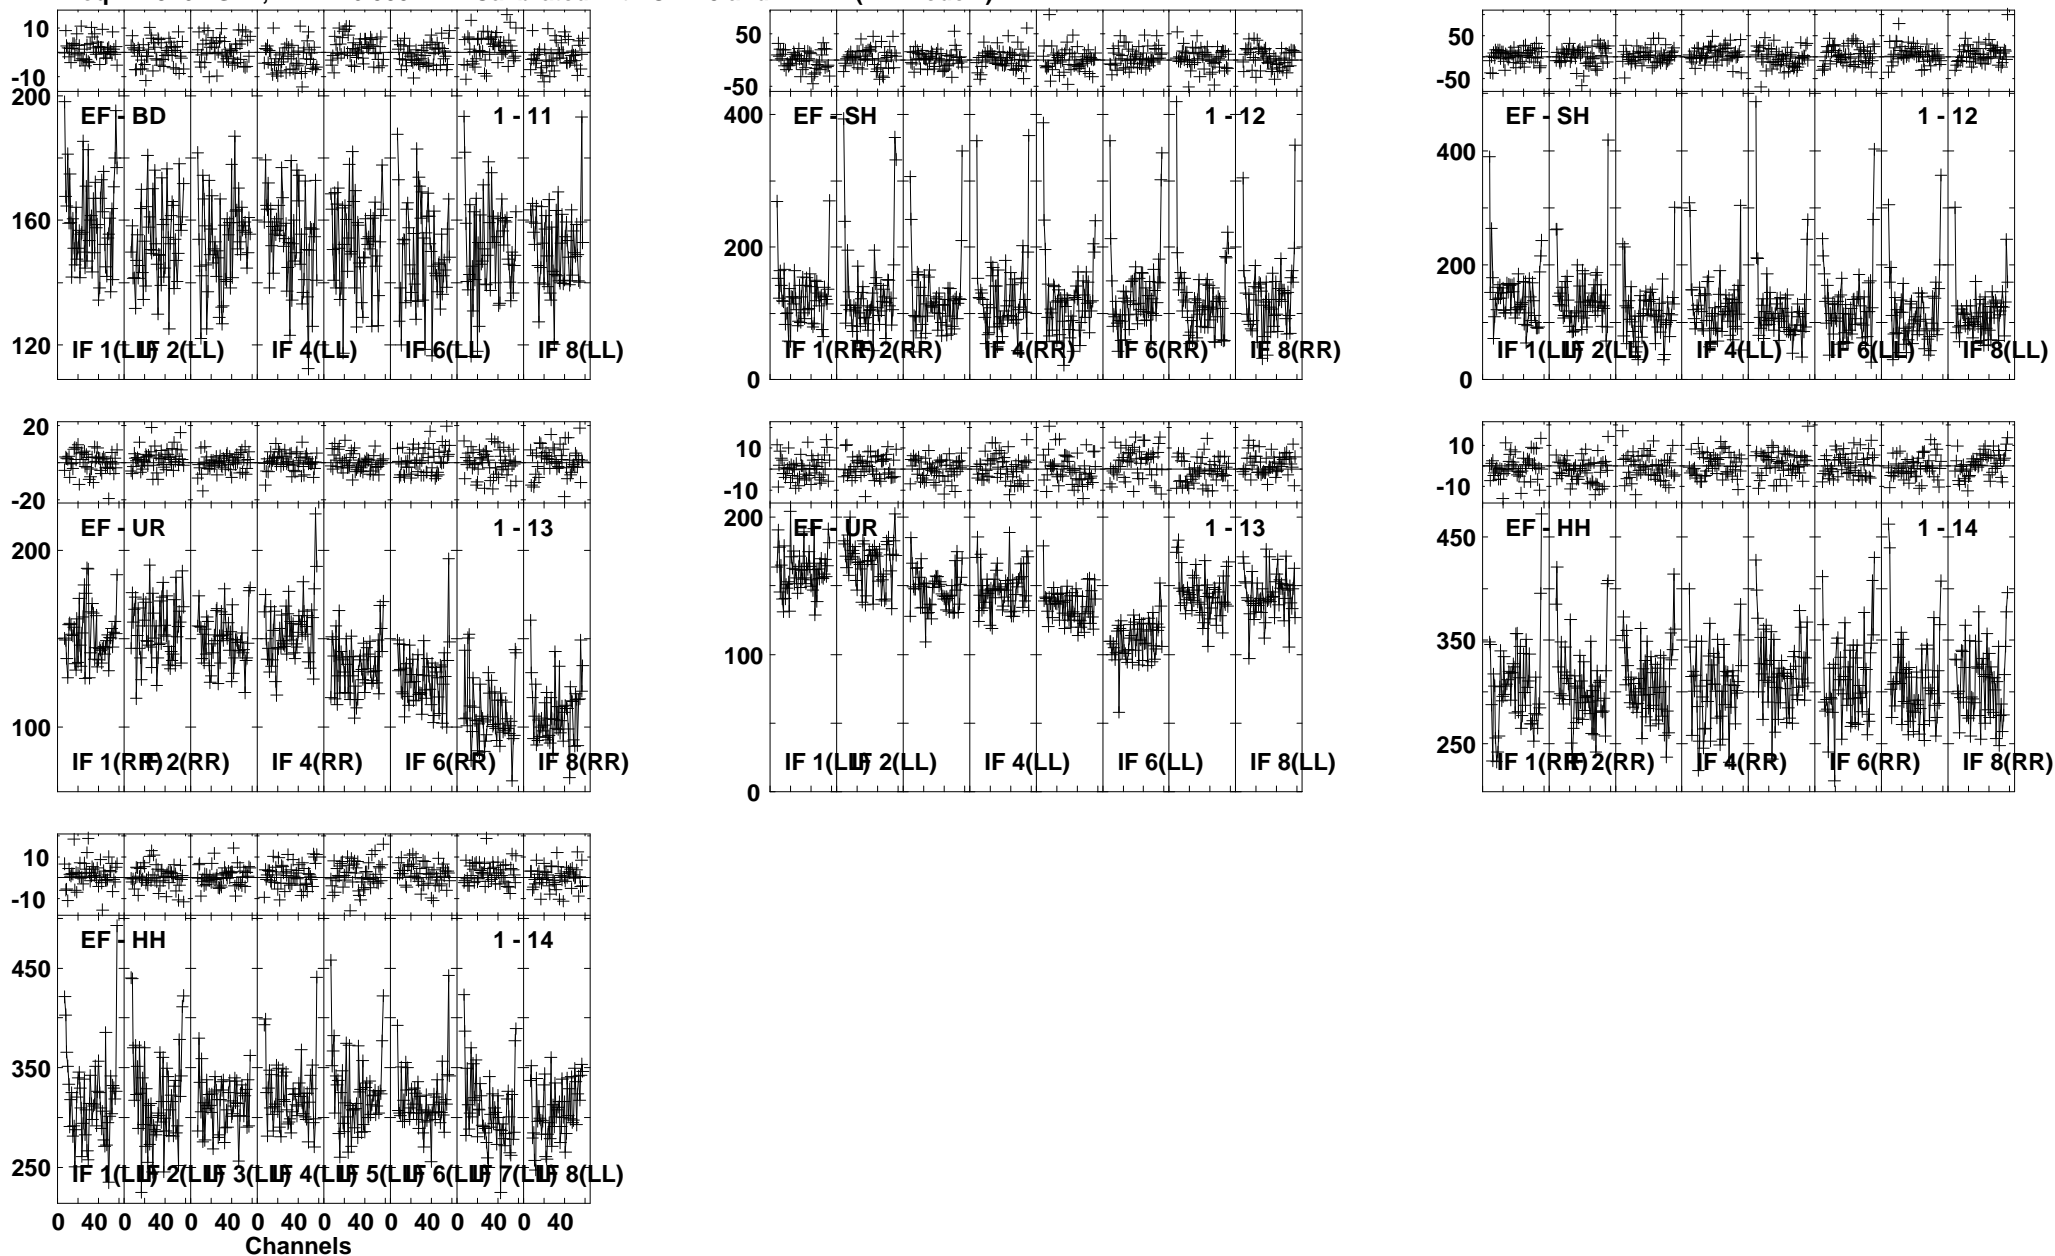 10
-10
200
160
120
EF - BD 1 - 11
IF 1(LL) IF 2(LL) IF 4(LL) IF 6(LL) IF 8(LL)
50
-50
400
200
0
EF - SH 1 - 12
IF 1(RR) IF 2(RR) IF 4(RR) IF 6(RR) IF 8(RR)
50
-50
400
200
0
EF - SH 1 - 12
IF 1(LL) IF 2(LL) IF 4(LL) IF 6(LL) IF 8(LL)
20
-20
200
100
EF - UR 1 - 13
IF 1(RR) IF 2(RR) IF 4(RR) IF 6(RR) IF 8(RR)
10
-10
200
100
0
EF - UR 1 - 13
IF 1(LL) IF 2(LL) IF 4(LL) IF 6(LL) IF 8(LL)
10
-10
450
350
250
EF - HH 1 - 14
IF 1(RR) IF 2(RR) IF 4(RR) IF 6(RR) IF 8(RR)
10
-10
450
350
250
EF - HH 1 - 14
IF 1(LL) IF 2(LL) IF 3(LL) IF 4(LL) IF 5(LL) IF 6(LL) IF 7(LL) IF 8(LL)
0 40 0 40 0 40 0 40 0 40 0 40 0 40 0 40
Channels